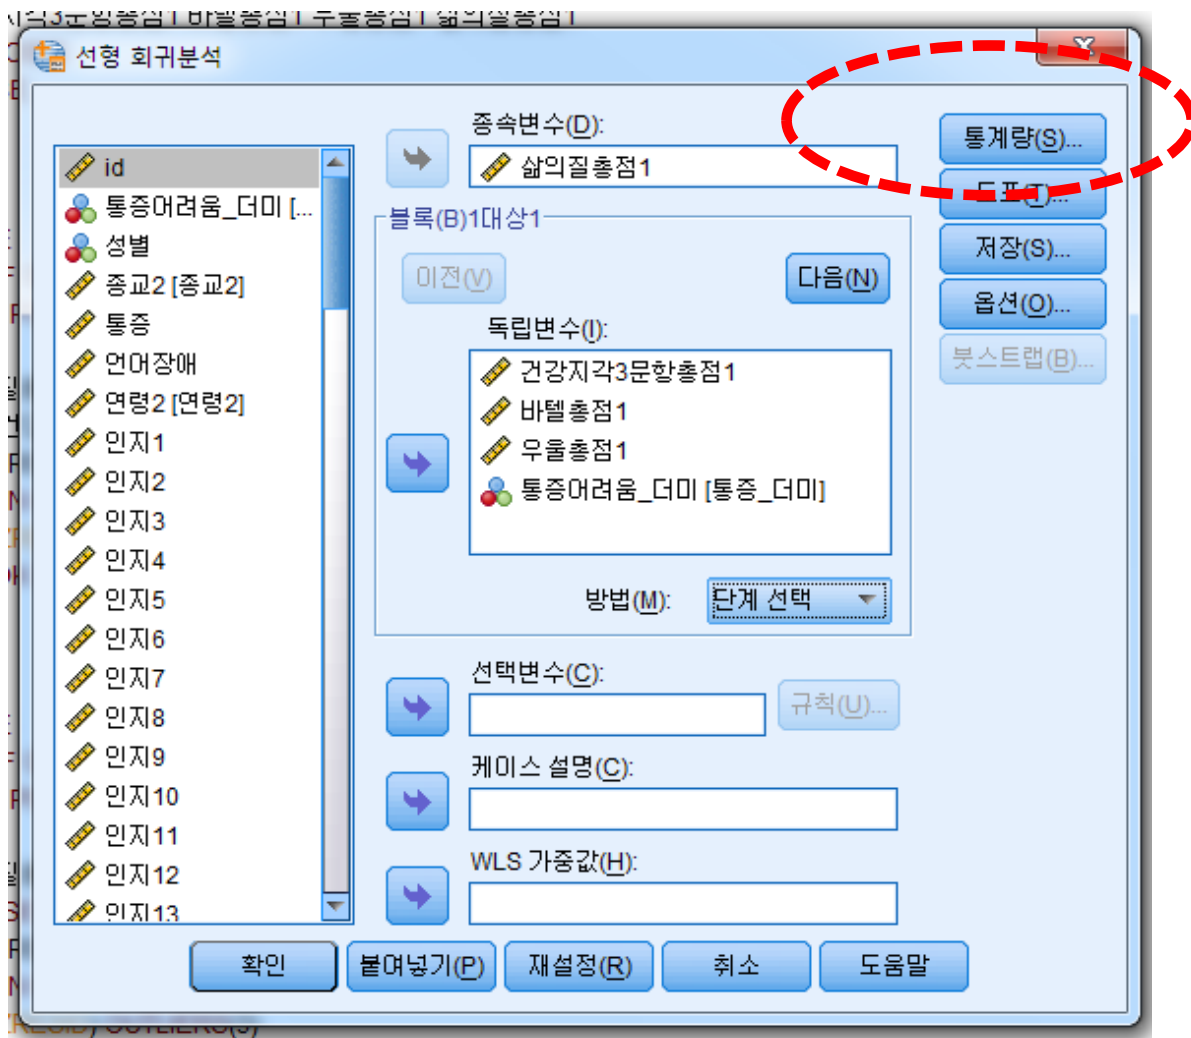 선형 회귀분석
id
통증어려움_더미 [...
성별
종교2 [종교2]
통증
언어장애
연령2 [연령2]
인지1
인지2
인지3
인지4
인지5
인지6
인지7
인지8
인지9
인지10
인지11
인지12
인지13
종속변수(D):
삶의질총점1
블록(B)1대상1
이전(V)
다음(N)
독립변수(I):
건강지각3문항총점1
바텔총점1
우울총점1
통증어려움_더미 [통증_더미]
방법(M):
단계 선택
선택변수(C):
규칙(U)...
케이스 설명(C):
WLS 가중값(H):
통계량(S)...
도표(T)...
저장(S)...
옵션(O)...
붓스트랩(B)...
확인
붙여넣기(P)
재설정(R)
취소
도움말